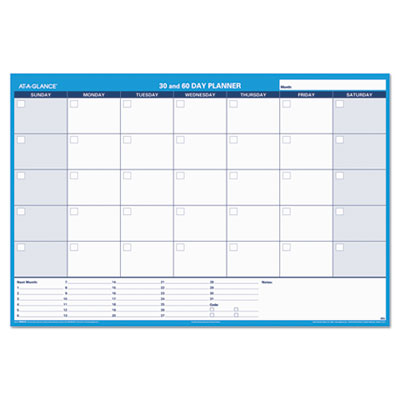 AT-A-GLANCE®
30 and 60 DAY PLANNER
Month:
SUNDAY MONDAY TUESDAY WEDNESDAY THURSDAY FRIDAY SATURDAY
Next Month: 7 14 21 28 Notes:
1 8 15 22 29
2 9 16 23 30
3 10 17 24 31
4 11 18 25 Code:
5 12 19 26
6 13 20 27